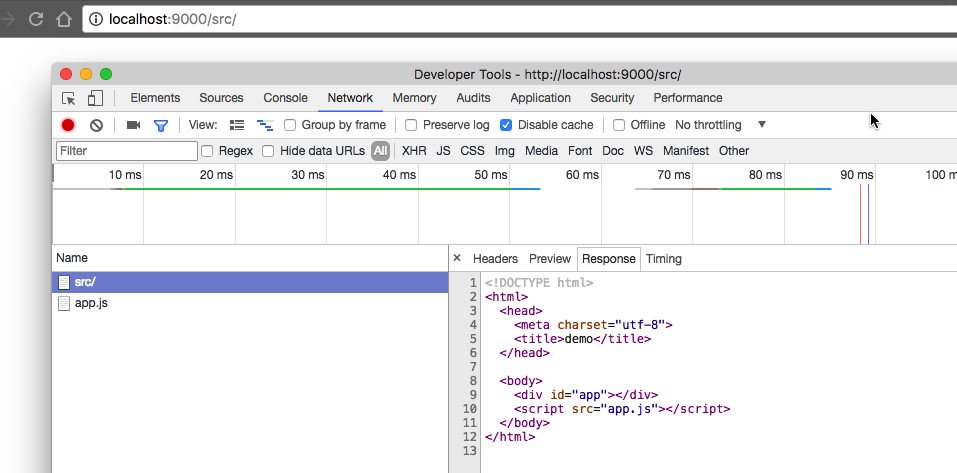 localhost:9000/src/
Developer Tools - http://localhost:9000/src/
Elements Sources Console Network Memory Audits Application Security Performance
View: Group by frame Preserve log Disable cache Offline No throttling
Filter Regex Hide data URLs All XHR JS CSS Img Media Font Doc WS Manifest Other
10 ms 20 ms 30 ms 40 ms 50 ms 60 ms 70 ms 80 ms 90 ms 100 m
Name × Headers Preview Response Timing
src/
app.js
1 <!DOCTYPE html>
2 <html>
3 <head>
4 <meta charset="utf-8">
5 <title>demo</title>
6 </head>
7
8 <body>
9 <div id="app"></div>
10 <script src="app.js"></script>
11 </body>
12 </html>
13